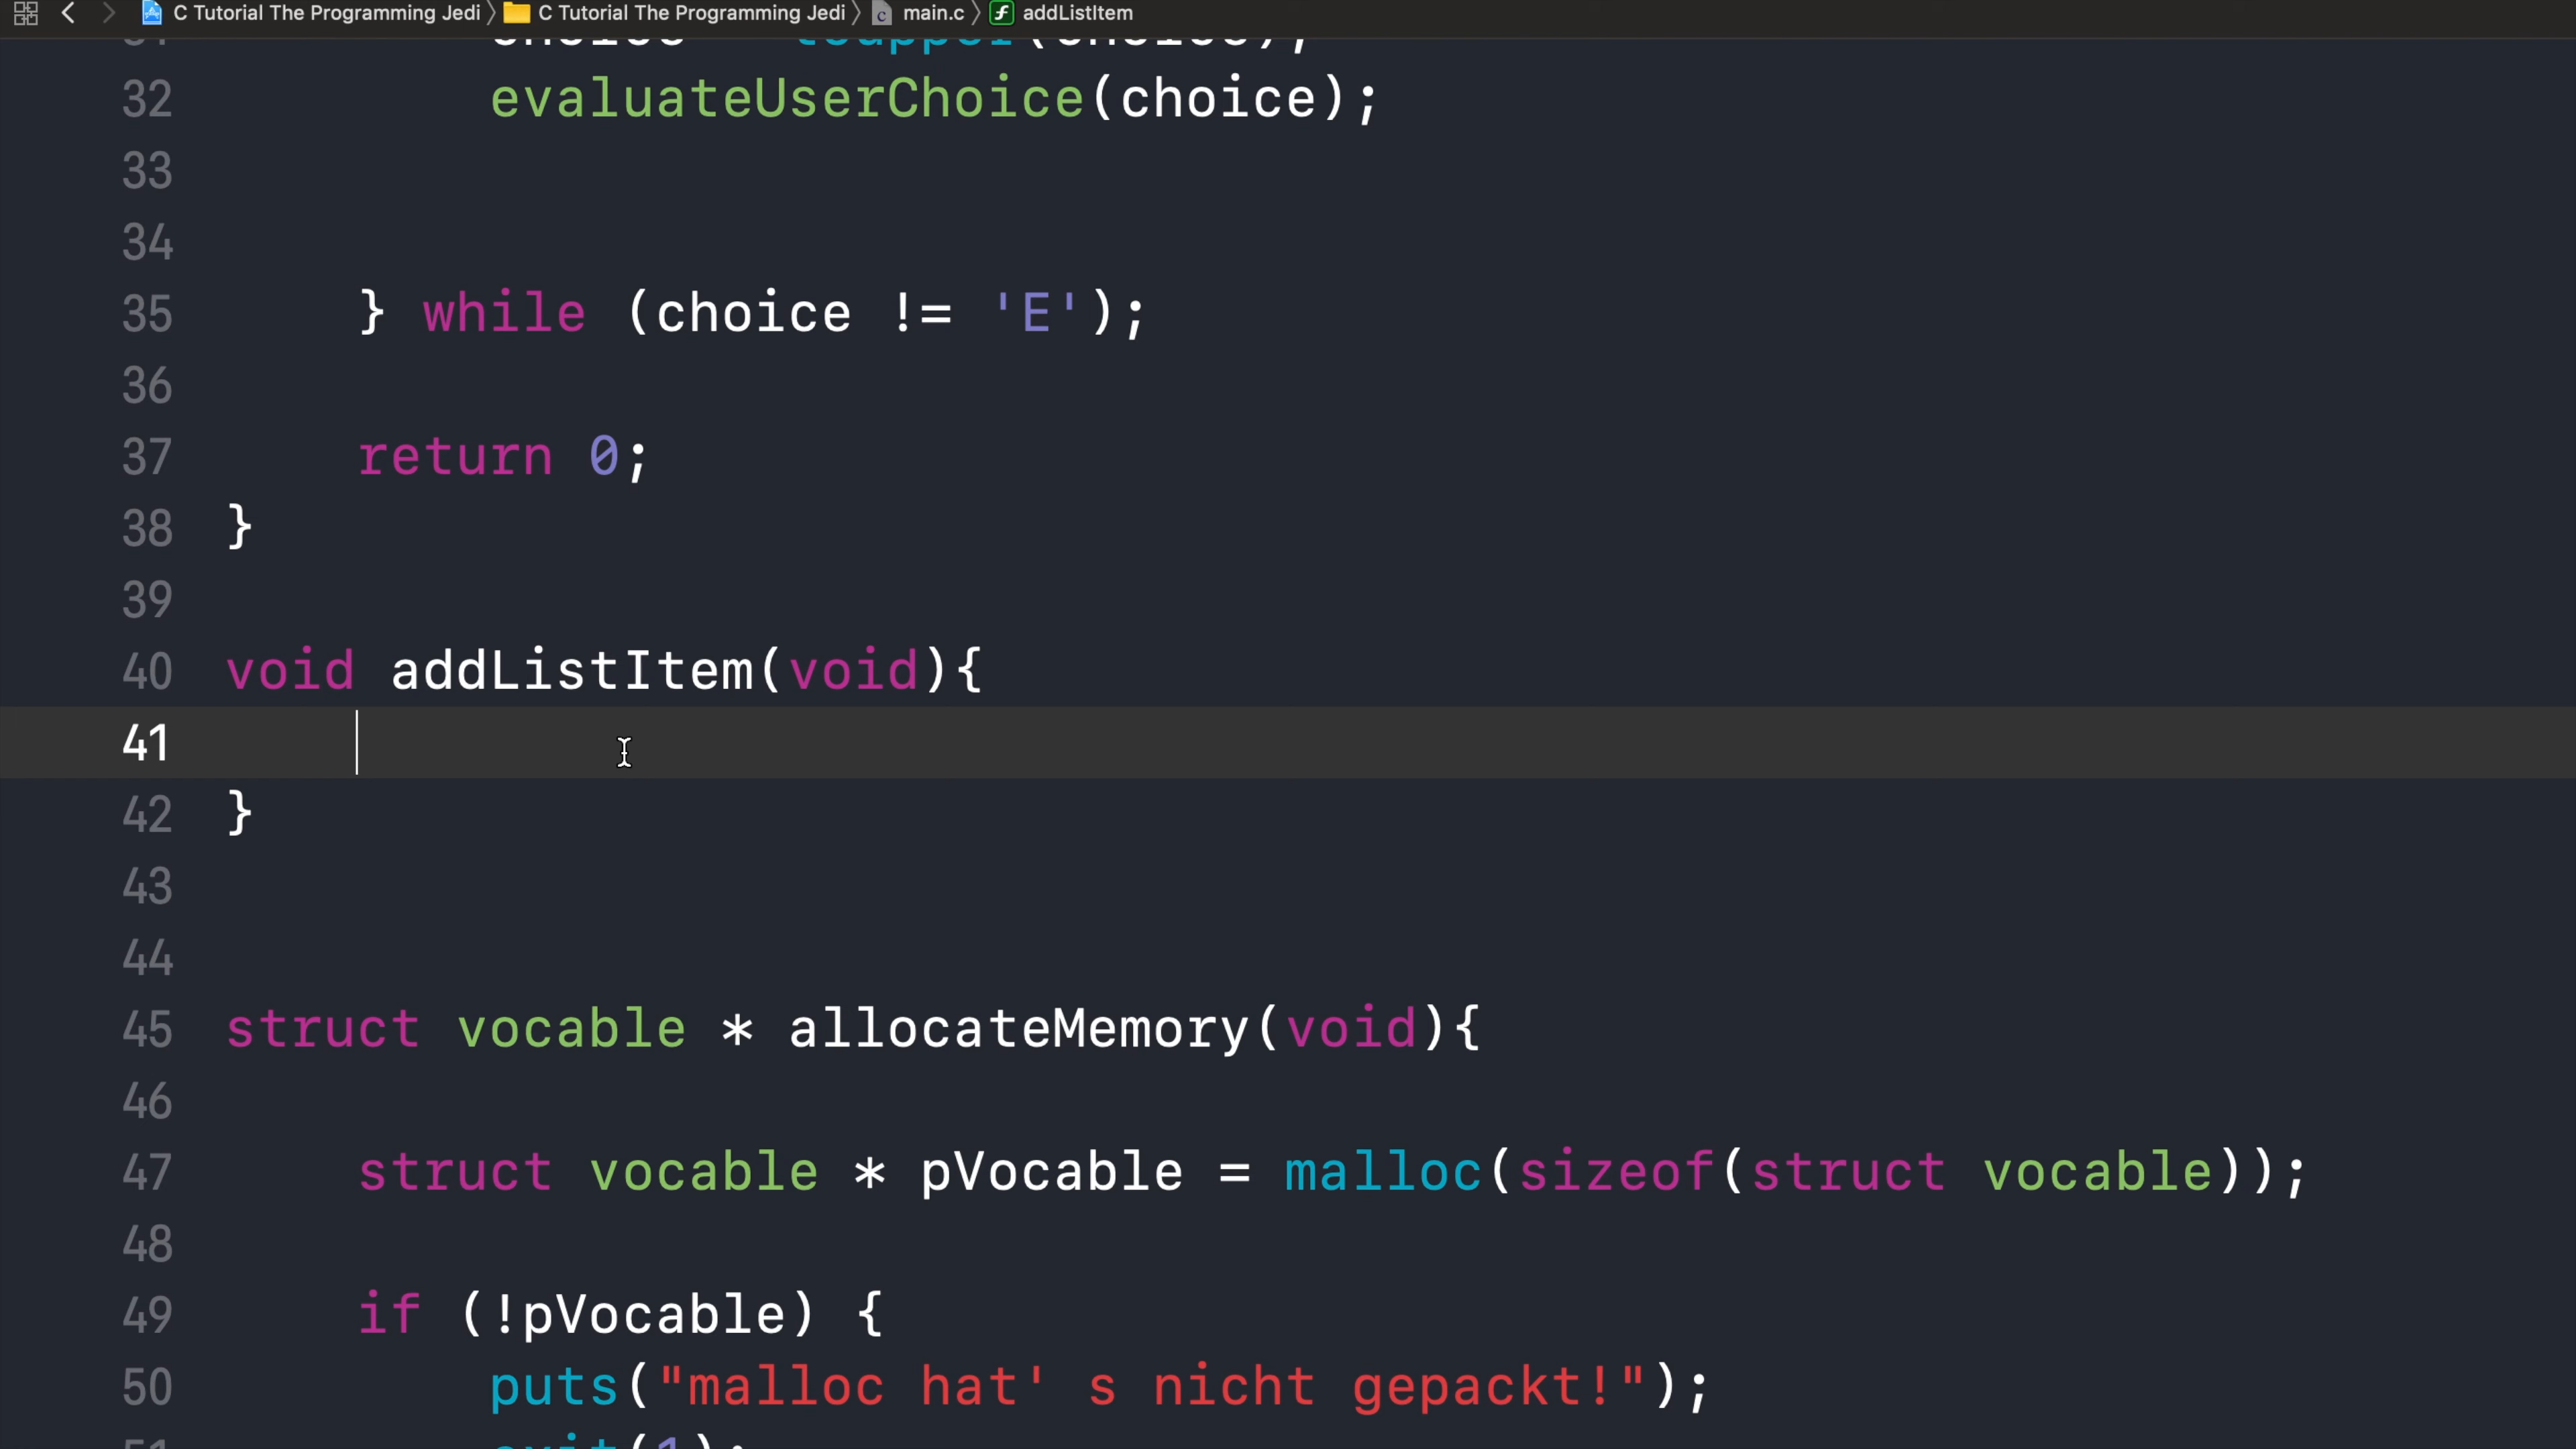 C Tutorial The Programming Jedi 〉 C Tutorial The Programming Jedi 〉 main.c 〉 addListItem
32 evaluateUserChoice(choice);
33
34
35 } while (choice != 'E');
36
37 return 0;
38 }
39
40 void addListItem(void){
41
42 }
43
44
45 struct vocable * allocateMemory(void){
46
47 struct vocable * pVocable = malloc(sizeof(struct vocable));
48
49 if (!pVocable) {
50 puts("malloc hat' s nicht gepackt!");